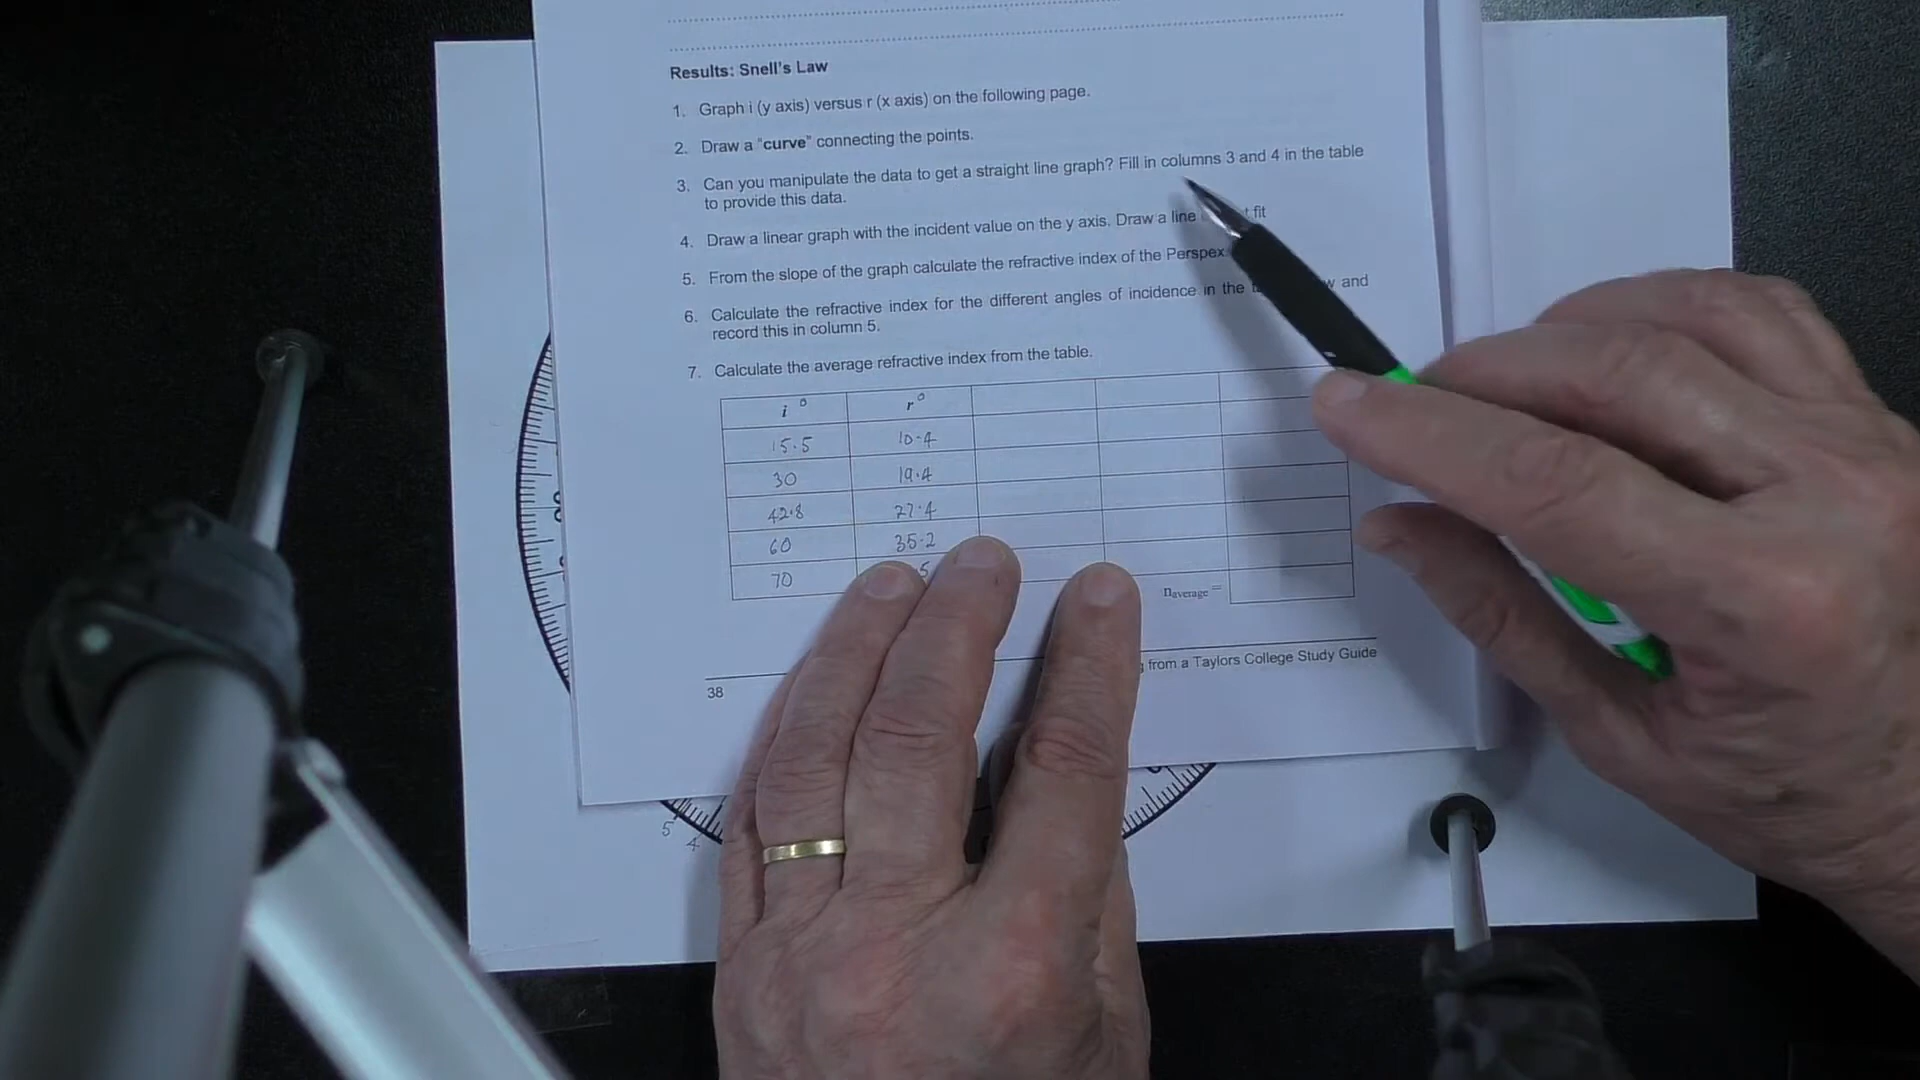 Results: Snell's Law
1. Graph i (y axis) versus r (x axis) on the following page.
2. Draw a "curve" connecting the points.
3. Can you manipulate the data to get a straight line graph? Fill in columns 3 and 4 in the table
to provide this data.
4. Draw a linear graph with the incident value on the y axis. Draw a line fit
5. From the slope of the graph calculate the refractive index of the Perspex
6. Calculate the refractive index for the different angles of incidence in the and
record this in column 5.
7. Calculate the average refractive index from the table.
i ° r °
15.5 10.4
30 19.4
42.8 27.4
60 35.2
70
naverage =
from a Taylors College Study Guide
38
5
4